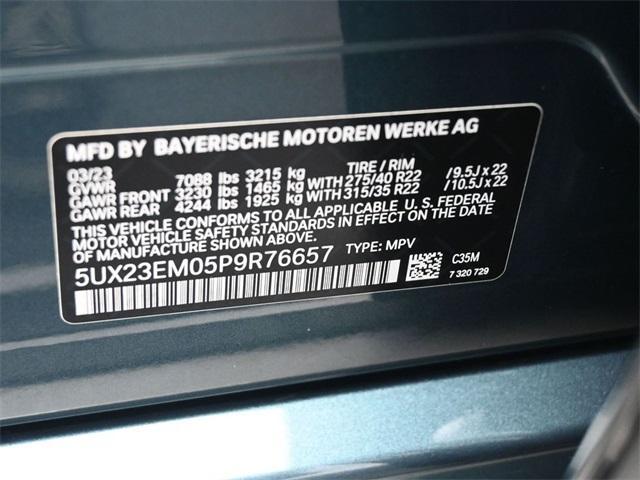 MFD BY BAYERISCHE MOTOREN WERKE AG
03/23 TIRE / RIM
GVWR 7088 lbs 3215 kg
GAWR FRONT 3230 lbs 1465 kg WITH 275/40 R22 /9.5J x 22
GAWR REAR 4244 lbs 1925 kg WITH 315/35 R22 /10.5J x 22
THIS VEHICLE CONFORMS TO ALL APPLICABLE U. S. FEDERAL
MOTOR VEHICLE SAFETY STANDARDS IN EFFECT ON THE DATE
OF MANUFACTURE SHOWN ABOVE.
5UX23EM05P9R76657 TYPE: MPV
C35M
7 320 729